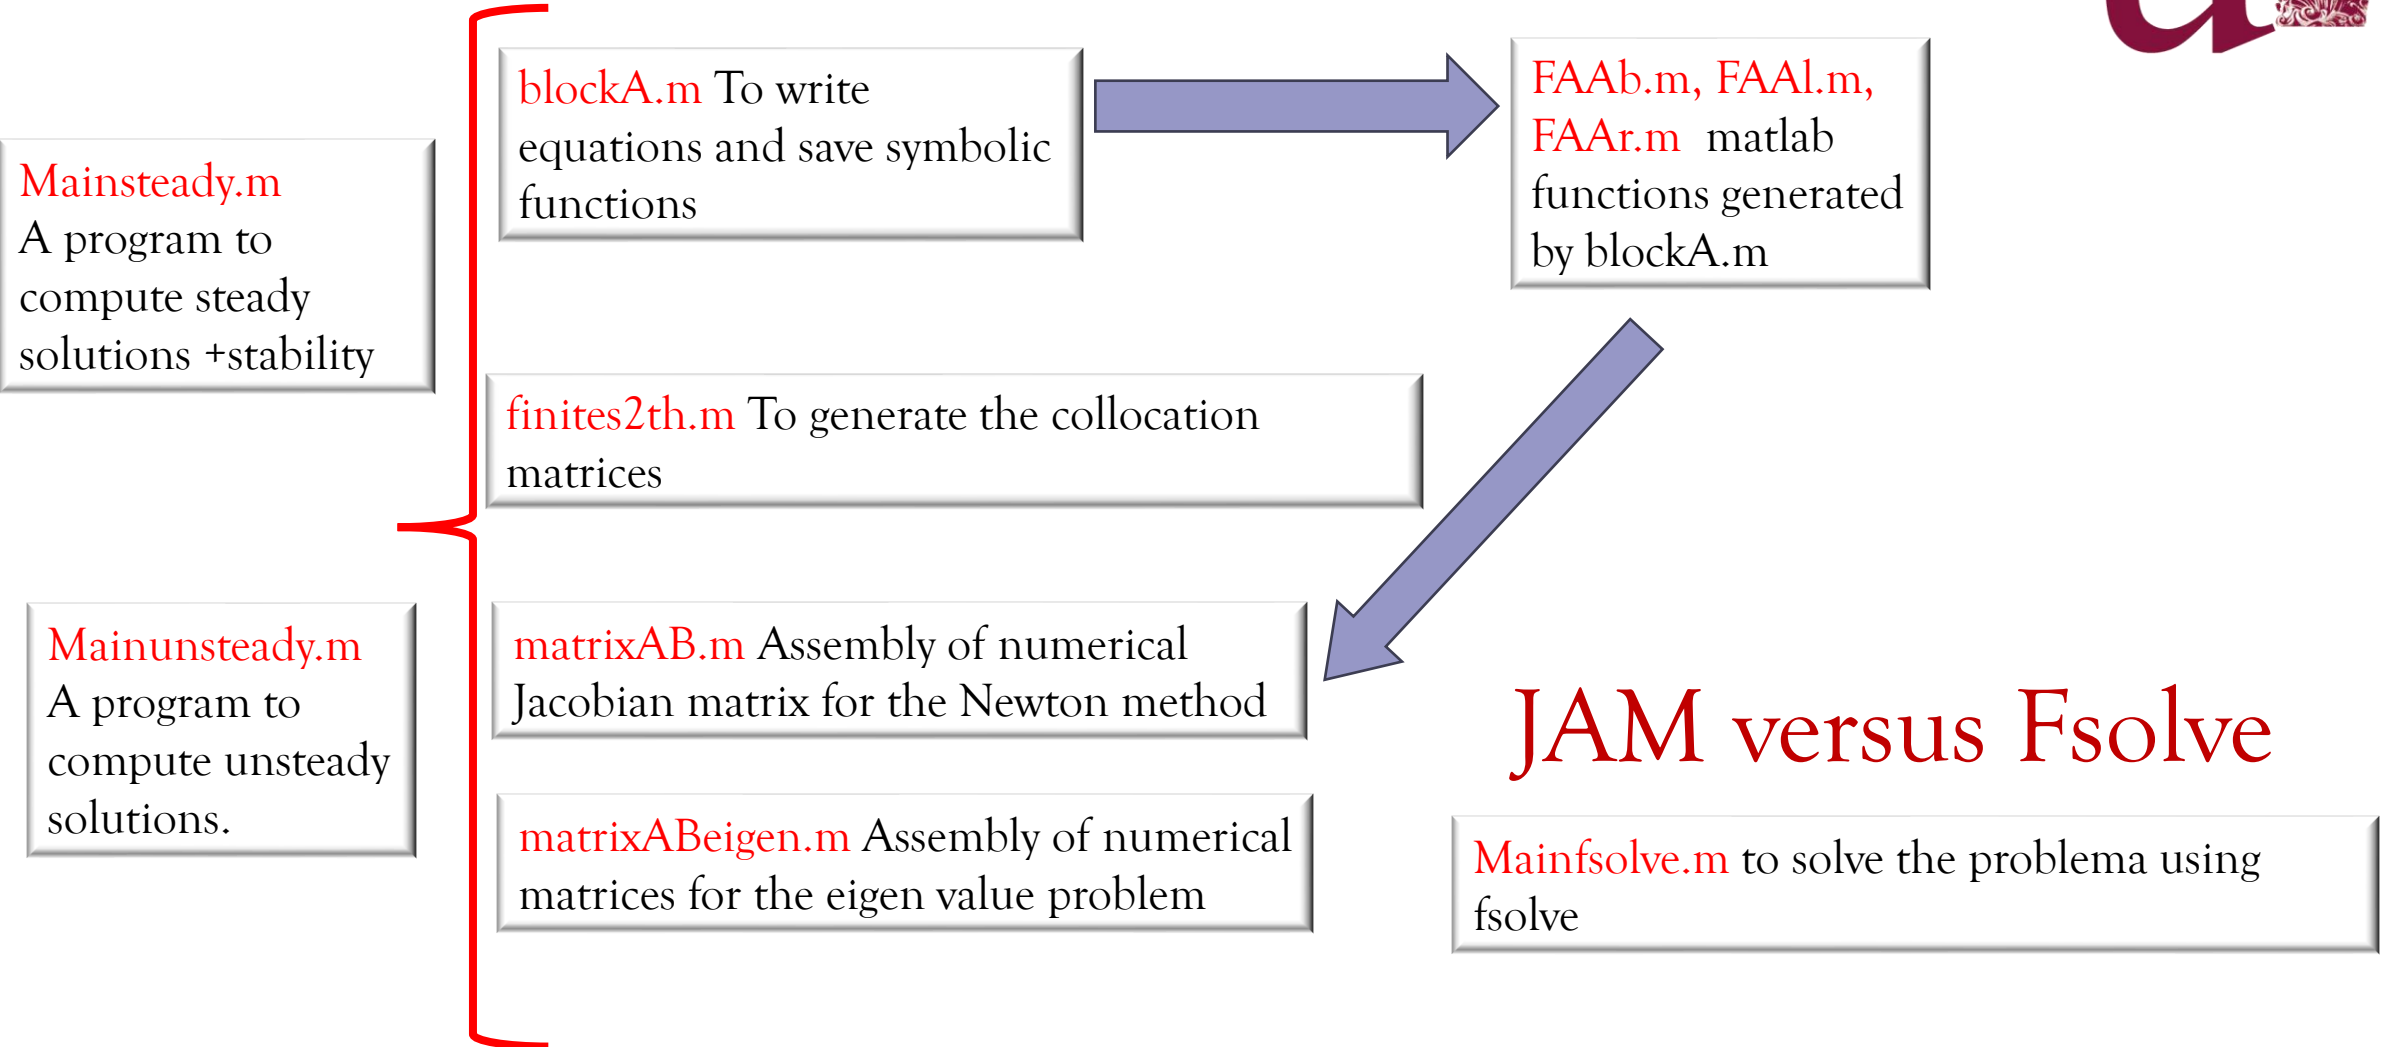 Mainsteady.m
A program to
compute steady
solutions +stability
Mainunsteady.m
A program to
compute unsteady
solutions.
blockA.m To write
equations and save symbolic
functions
finites2th.m To generate the collocation
matrices
matrixAB.m Assembly of numerical
Jacobian matrix for the Newton method
matrixABeigen.m Assembly of numerical
matrices for the eigen value problem
FAAb.m, FAAl.m,
FAAr.m matlab
functions generated
by blockA.m
JAM versus Fsolve
Mainfsolve.m to solve the problema using
fsolve